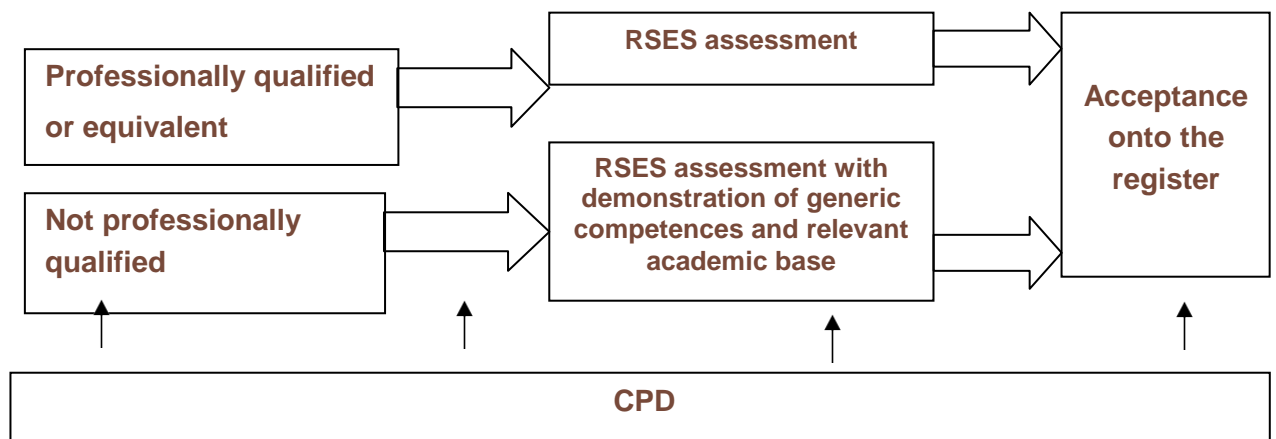 Professionally qualified
or equivalent
RSES assessment
Not professionally
qualified
RSES assessment with
demonstration of generic
competences and relevant
academic base
Acceptance
onto the
register
CPD